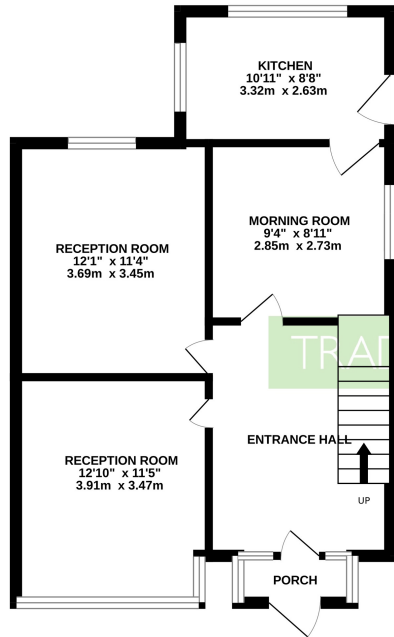 KITCHEN
10'11" x 8'8"
3.32m x 2.63m
MORNING ROOM
9'4" x 8'11"
2.85m x 2.73m
RECEPTION ROOM
12'1" x 11'4"
3.69m x 3.45m
TRAD
ENTRANCE HALL
RECEPTION ROOM
12'10" x 11'5"
3.91m x 3.47m
UP
PORCH